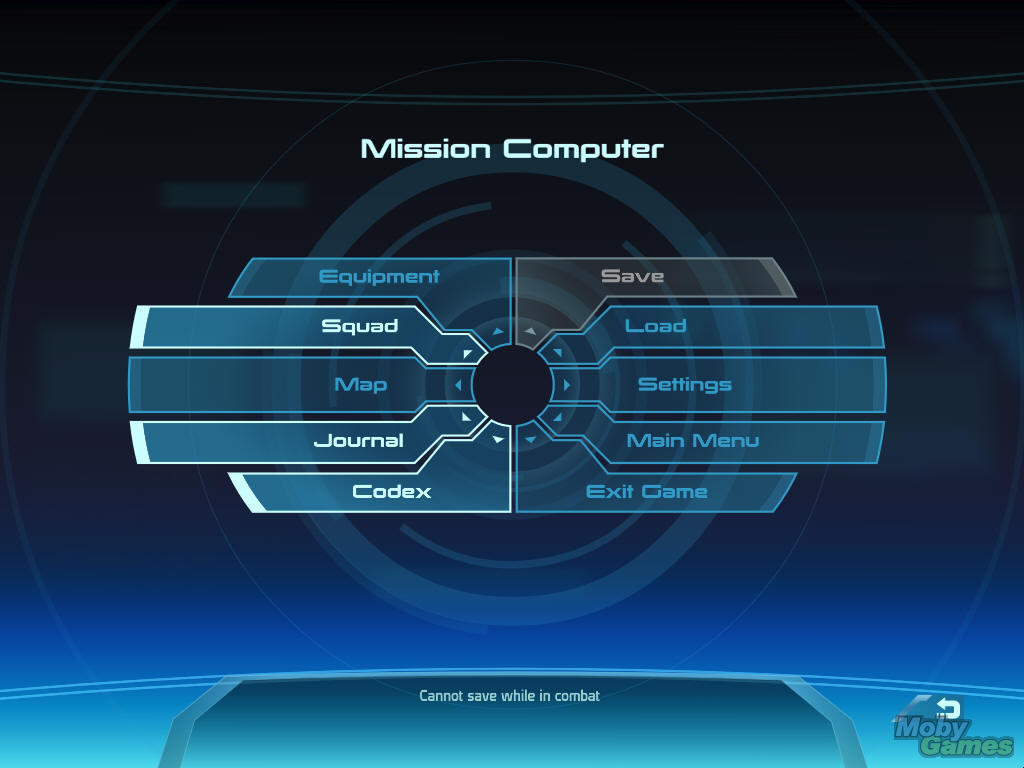 Mission Computer
Equipment
Save
Squad
Load
Map
Settings
Journal
Main Menu
Codex
Exit Game
Cannot save while in combat
Moby
Games